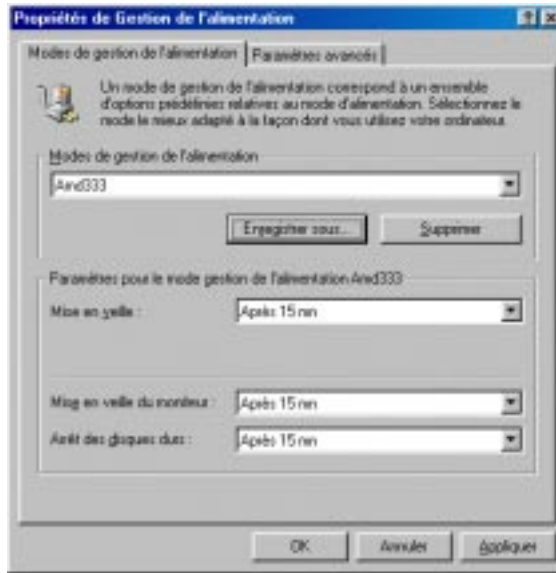 Propriétés de Gestion de l'alimentation
Modes de gestion de l'alimentation
Paramètres avancés
Un mode de gestion de l'alimentation correspond à un ensemble
d'options prédéfinies relatives au mode d'alimentation. Sélectionnez le
mode le mieux adapté à la façon dont vous utilisez votre ordinateur.
Modes de gestion de l'alimentation
Amd333
Enregistrer sous...
Supprimer
Paramètres pour le mode gestion de l'alimentation Amd333
Mise en veille :
Après 15 mn
Mise en veille du moniteur :
Après 15 mn
Arrêt des disques durs :
Après 15 mn
OK
Annuler
Appliquer